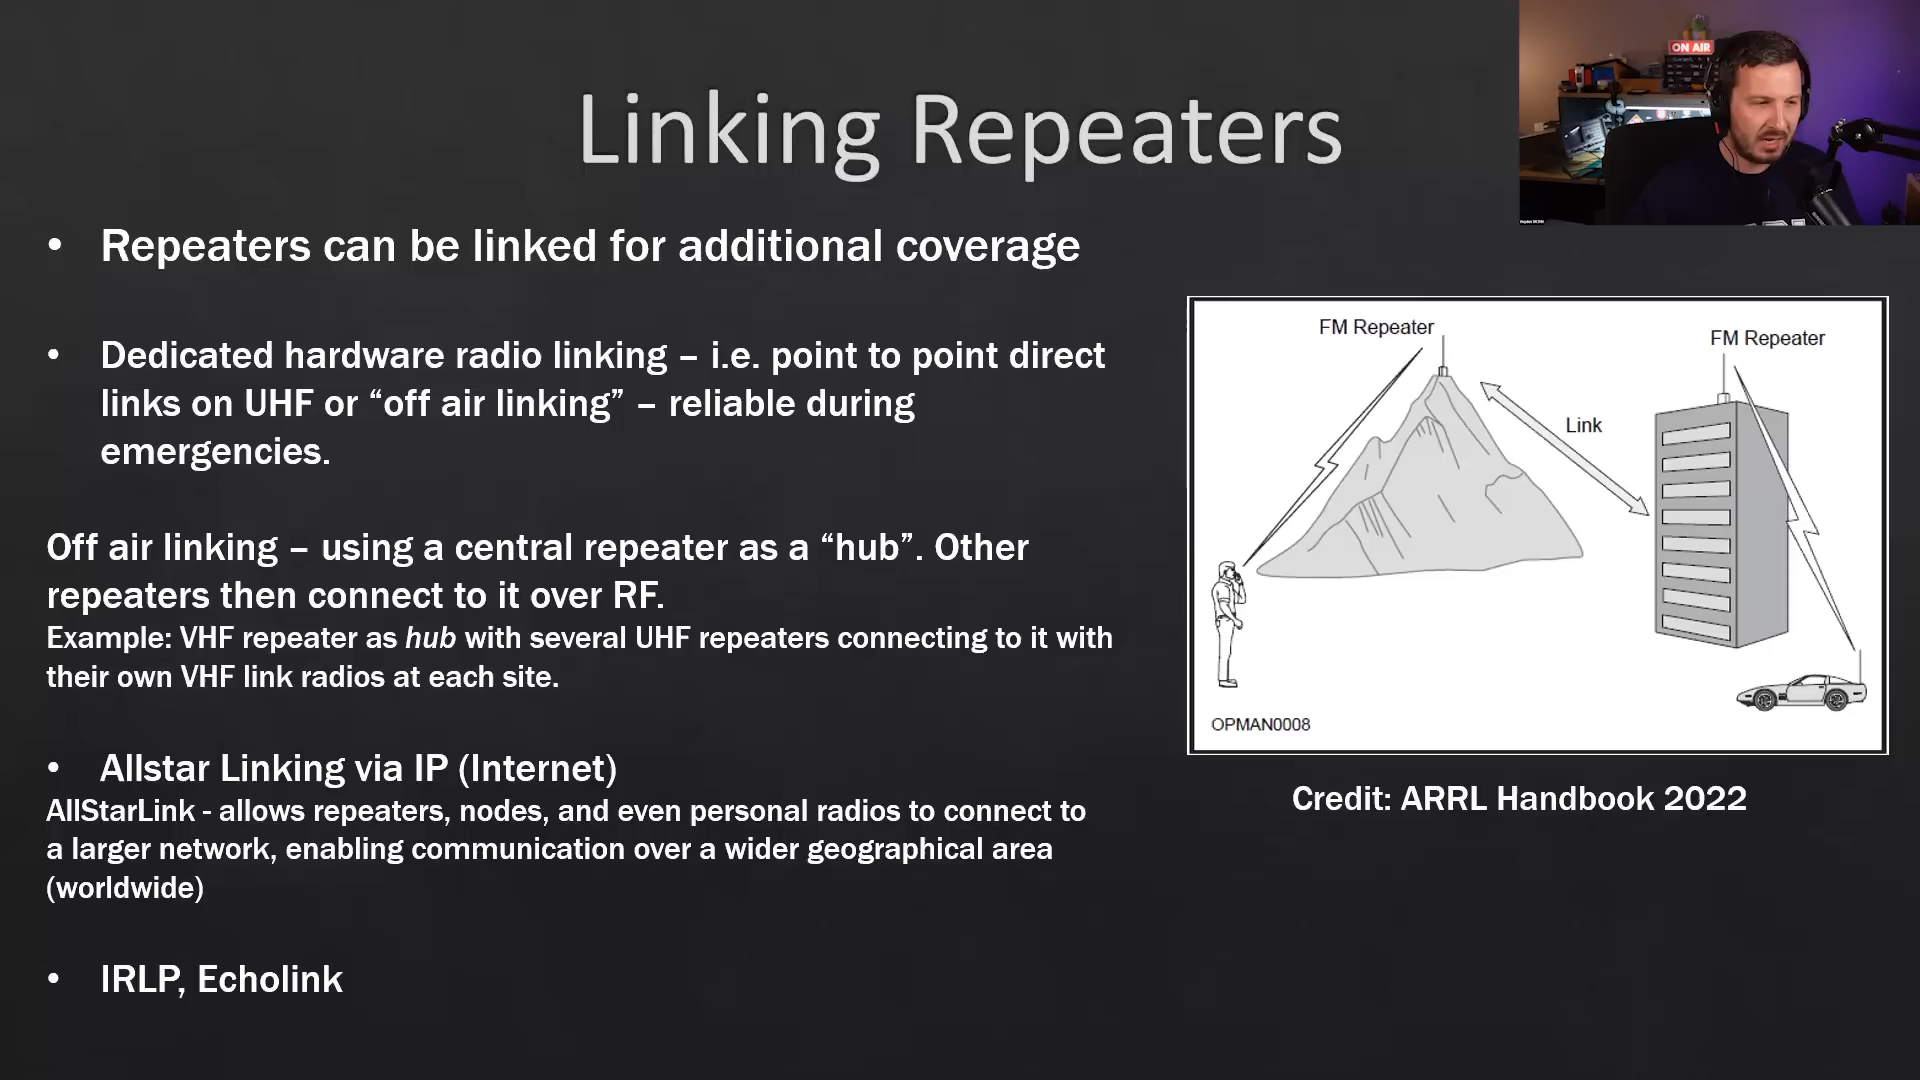 ON AIR
Linking Repeaters
• Repeaters can be linked for additional coverage
• Dedicated hardware radio linking – i.e. point to point direct
links on UHF or “off air linking” – reliable during
emergencies.
Off air linking – using a central repeater as a “hub”. Other
repeaters then connect to it over RF.
Example: VHF repeater as hub with several UHF repeaters connecting to it with
their own VHF link radios at each site.
• Allstar Linking via IP (Internet)
AllStarLink - allows repeaters, nodes, and even personal radios to connect to
a larger network, enabling communication over a wider geographical area
(worldwide)
• IRLP, Echolink
FM Repeater
FM Repeater
Link
OPMAN0008
Credit: ARRL Handbook 2022